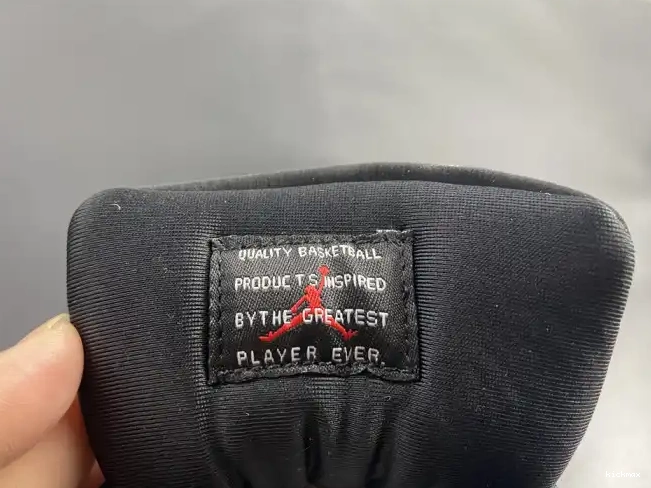 QUALITY BASKETBALL
PRODUCTS INSPIRED
BY THE GREATEST
PLAYER EVER.